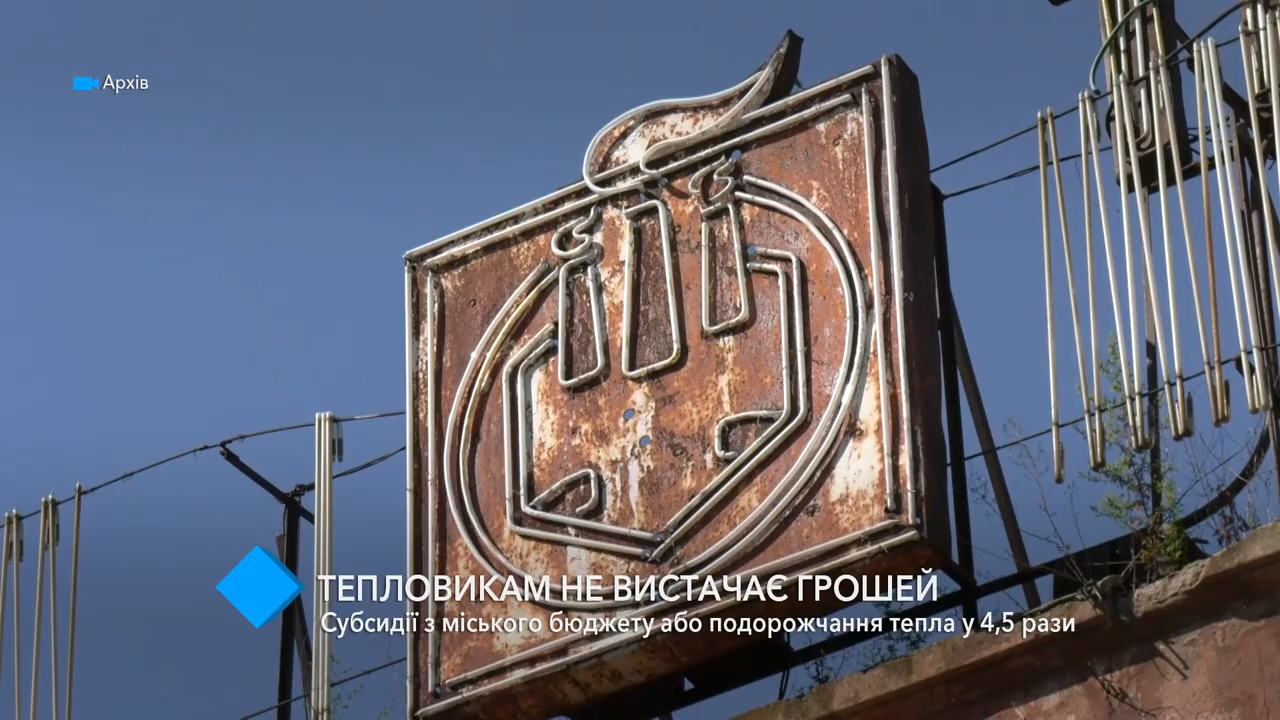 Архів
ТЕПЛОВИКАМ НЕ ВИСТАЧАЄ ГРОШЕЙ
Субсидії з міського бюджету або подорожчання тепла у 4,5 рази